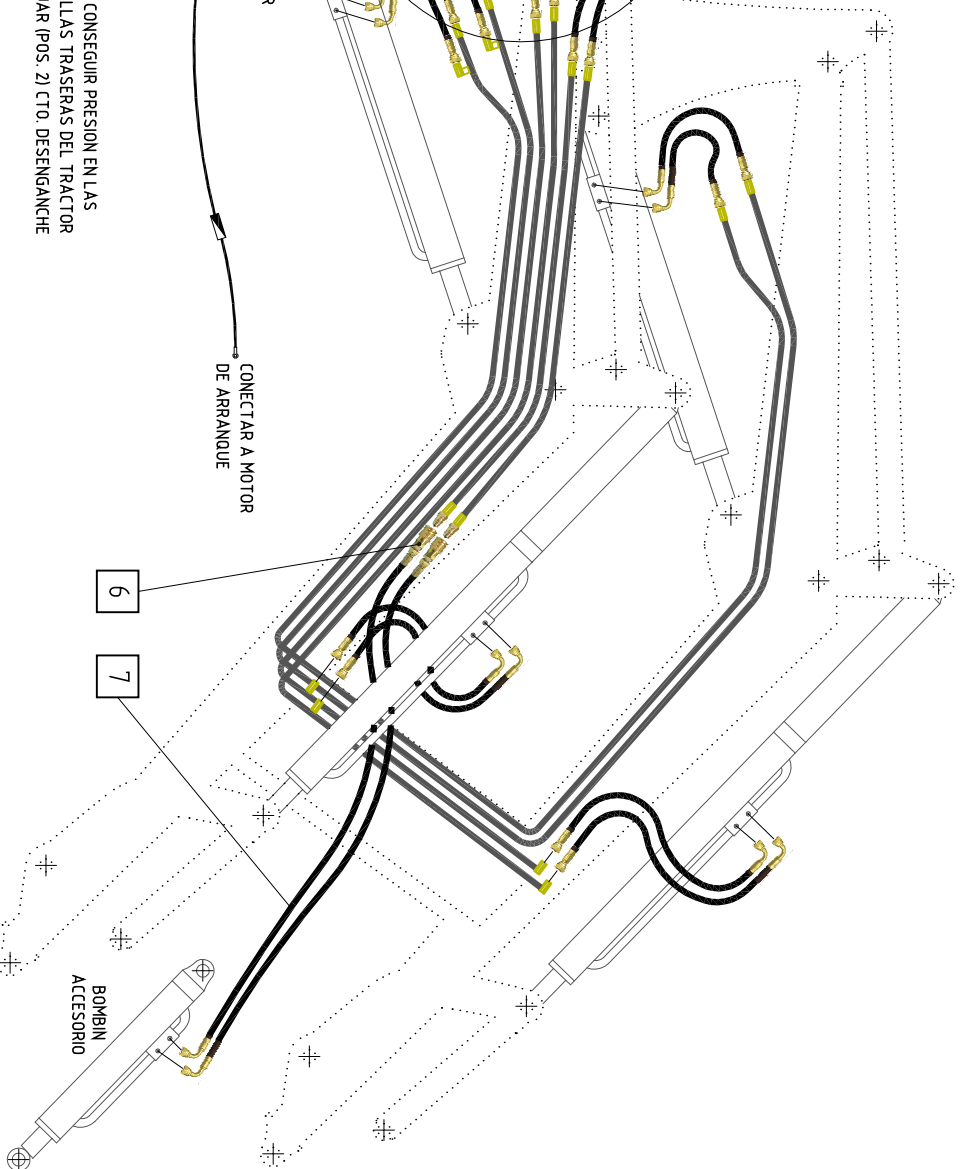 CONSEGUIR PRESION EN LAS
LLAS TRASERAS DEL TRACTOR
AR (POS. 2) CTO. DESENGANCHE
R
CONECTAR A MOTOR
DE ARRANQUE
6
7
BOMBIN
ACCESORIO